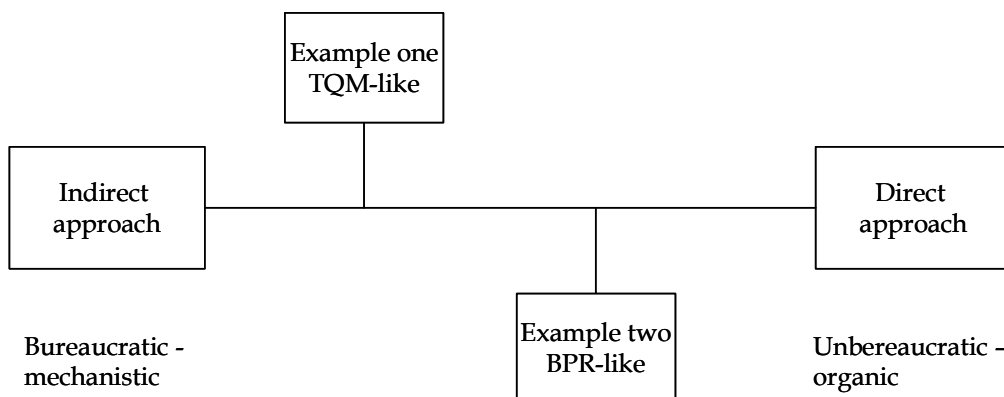 Example one
TQM-like
Indirect
approach
Direct
approach
Example two
BPR-like
Bureaucratic -
mechanistic
Unbereaucratic -
organic